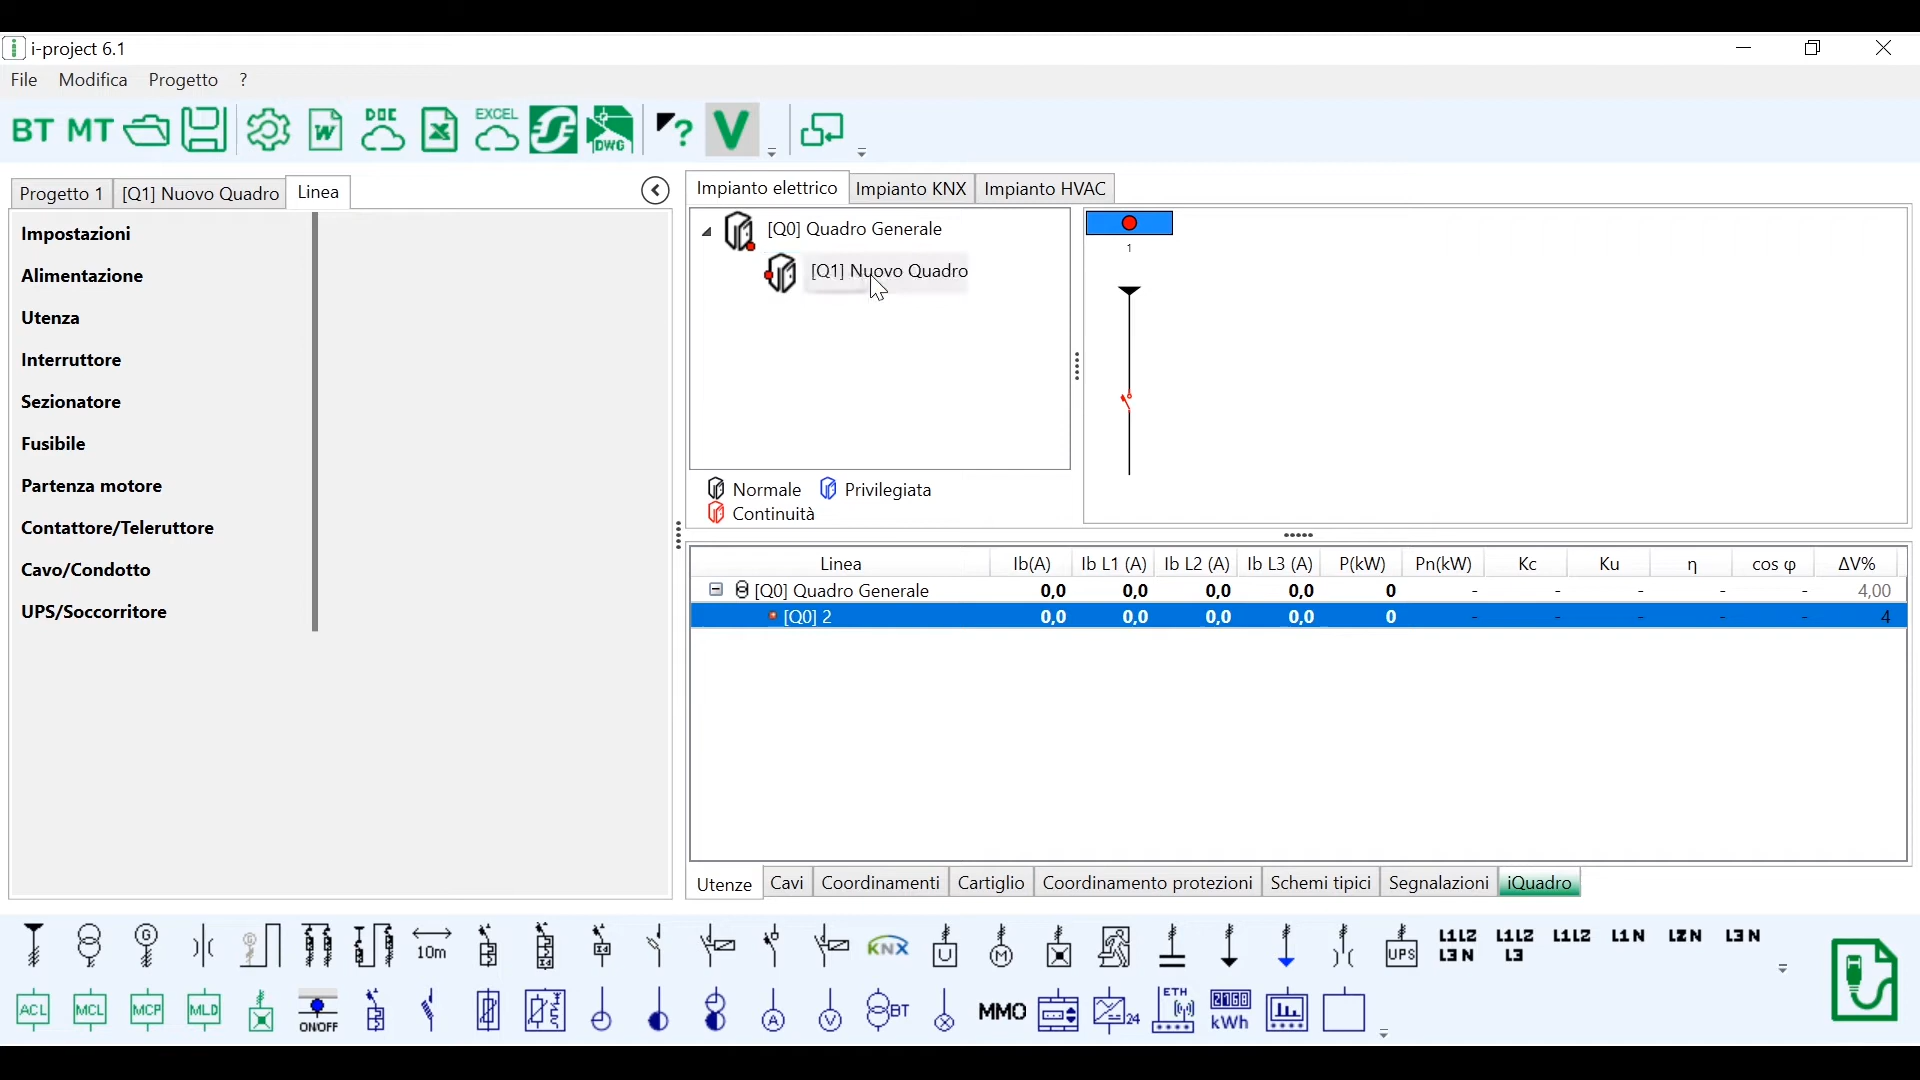 i-project 6.1
File Modifica Progetto ?
BT MT W DOC X EXCEL DWG ? V
Progetto 1 [Q1] Nuovo Quadro Linea
Impianto elettrico Impianto KNX Impianto HVAC
Impostazioni
Alimentazione
Utenza
Interruttore
Sezionatore
Fusibile
Partenza motore
Contattore/Teleruttore
Cavo/Condotto
UPS/Soccorritore
[Q0] Quadro Generale
[Q1] Nuovo Quadro
Normale Privilegiata
Continuità
1
Linea Ib(A) Ib L1 (A) Ib L2 (A) Ib L3 (A) P(kW) Pn(kW) Kc Ku η cos φ ΔV%
[Q0] Quadro Generale 0,0 0,0 0,0 0,0 0 - - - - - 4,00
[Q0] 2 0,0 0,0 0,0 0,0 0 - - - - - 4
Utenze Cavi Coordinamenti Cartiglio Coordinamento protezioni Schemi tipici Segnalazioni iQuadro
G G 10m KNX U M UPS L1L2 L3N L1L2 L3 L1L2 L1N L2N L3N
ACL MCL MCP MLD ON/OFF A V BT MMO 24 ETH 2180 kWh